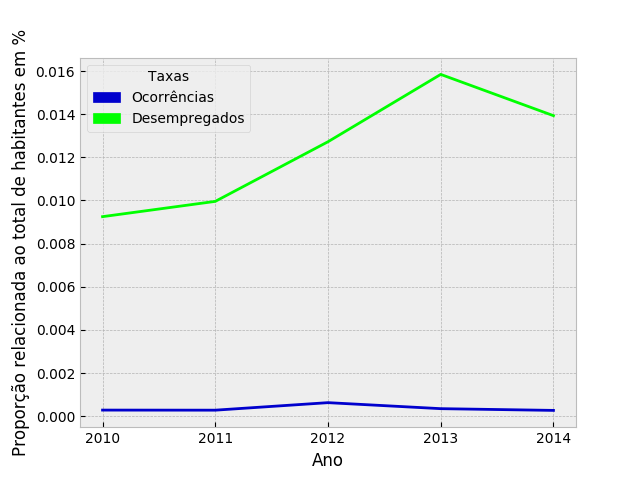 Proporção relacionada ao total de habitantes em %
Taxas
Ocorrências
Desempregados
0.016
0.014
0.012
0.010
0.008
0.006
0.004
0.002
0.000
2010 2011 2012 2013 2014
Ano